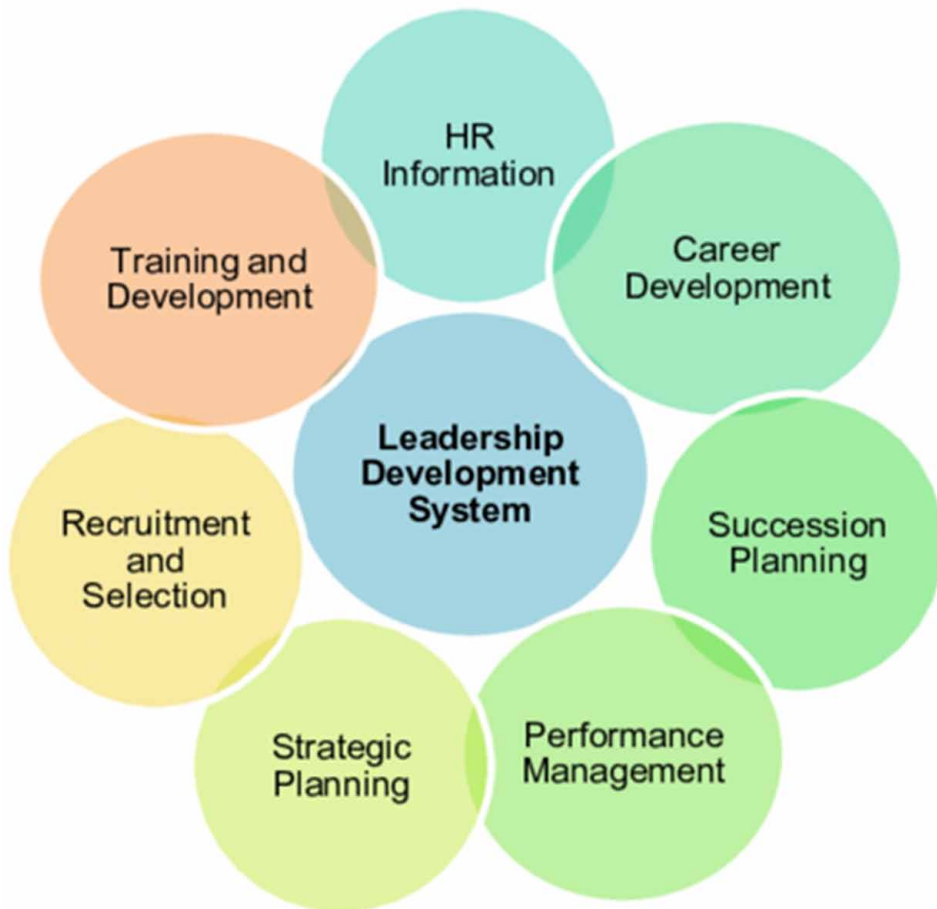 HR
Information
Career
Development
Training and
Development
Leadership
Development
System
Succession
Planning
Recruitment
and
Selection
Performance
Management
Strategic
Planning